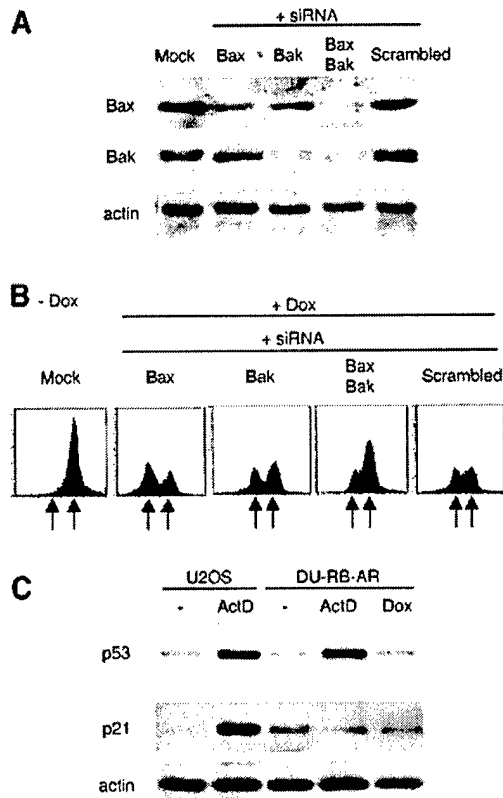 A
+ siRNA
Mock Bax Bak Bax Bak Scrambled
Bax
Bak
actin
B
- Dox
+ Dox
+ siRNA
Mock Bax Bak Bax Bak Scrambled
C
U2OS DU-RB-AR
- ActD - ActD Dox
p53
p21
actin